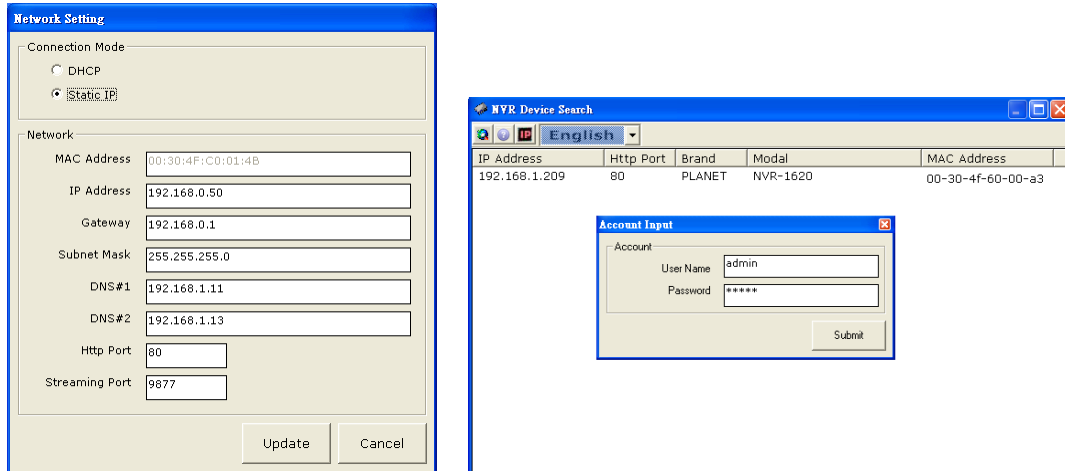 Network Setting
Connection Mode
DHCP
Static IP
Network
MAC Address 00:30:4F:C0:01:4B
IP Address 192.168.0.50
Gateway 192.168.0.1
Subnet Mask 255.255.255.0
DNS#1 192.168.1.11
DNS#2 192.168.1.13
Http Port 80
Streaming Port 9877
Update Cancel
NVR Device Search
IP English
IP Address Http Port Brand Modal MAC Address
192.168.1.209 80 PLANET NVR-1620 00-30-4f-60-00-a3
Account Input
Account
User Name admin
Password *****
Submit